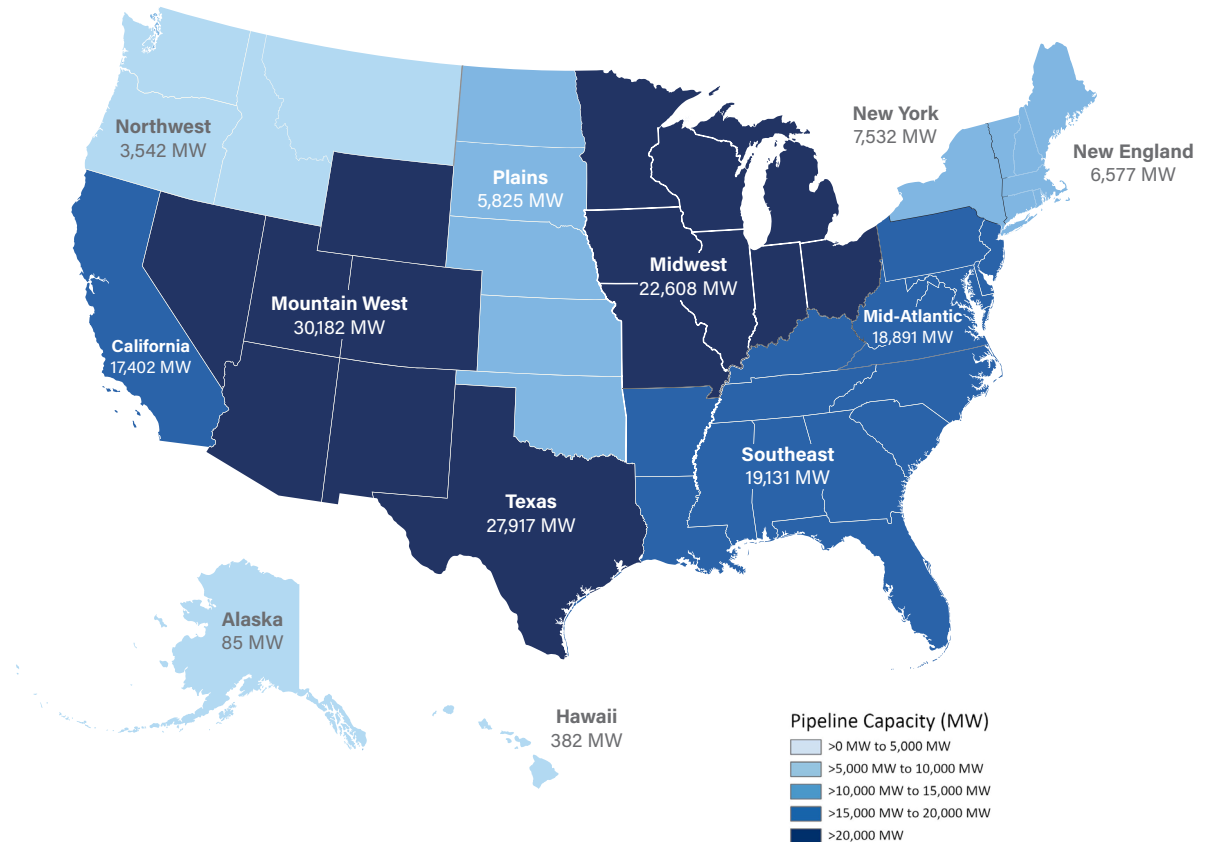 New York
7,532 MW
Northwest
3,542 MW
New England
6,577 MW
Plains
5,825 MW
Midwest
22,608 MW
Mountain West
30,182 MW
Mid-Atlantic
18,891 MW
California
17,402 MW
Southeast
19,131 MW
Texas
27,917 MW
Alaska
85 MW
Hawaii
382 MW
Pipeline Capacity (MW)
>0 MW to 5,000 MW
>5,000 MW to 10,000 MW
>10,000 MW to 15,000 MW
>15,000 MW to 20,000 MW
>20,000 MW